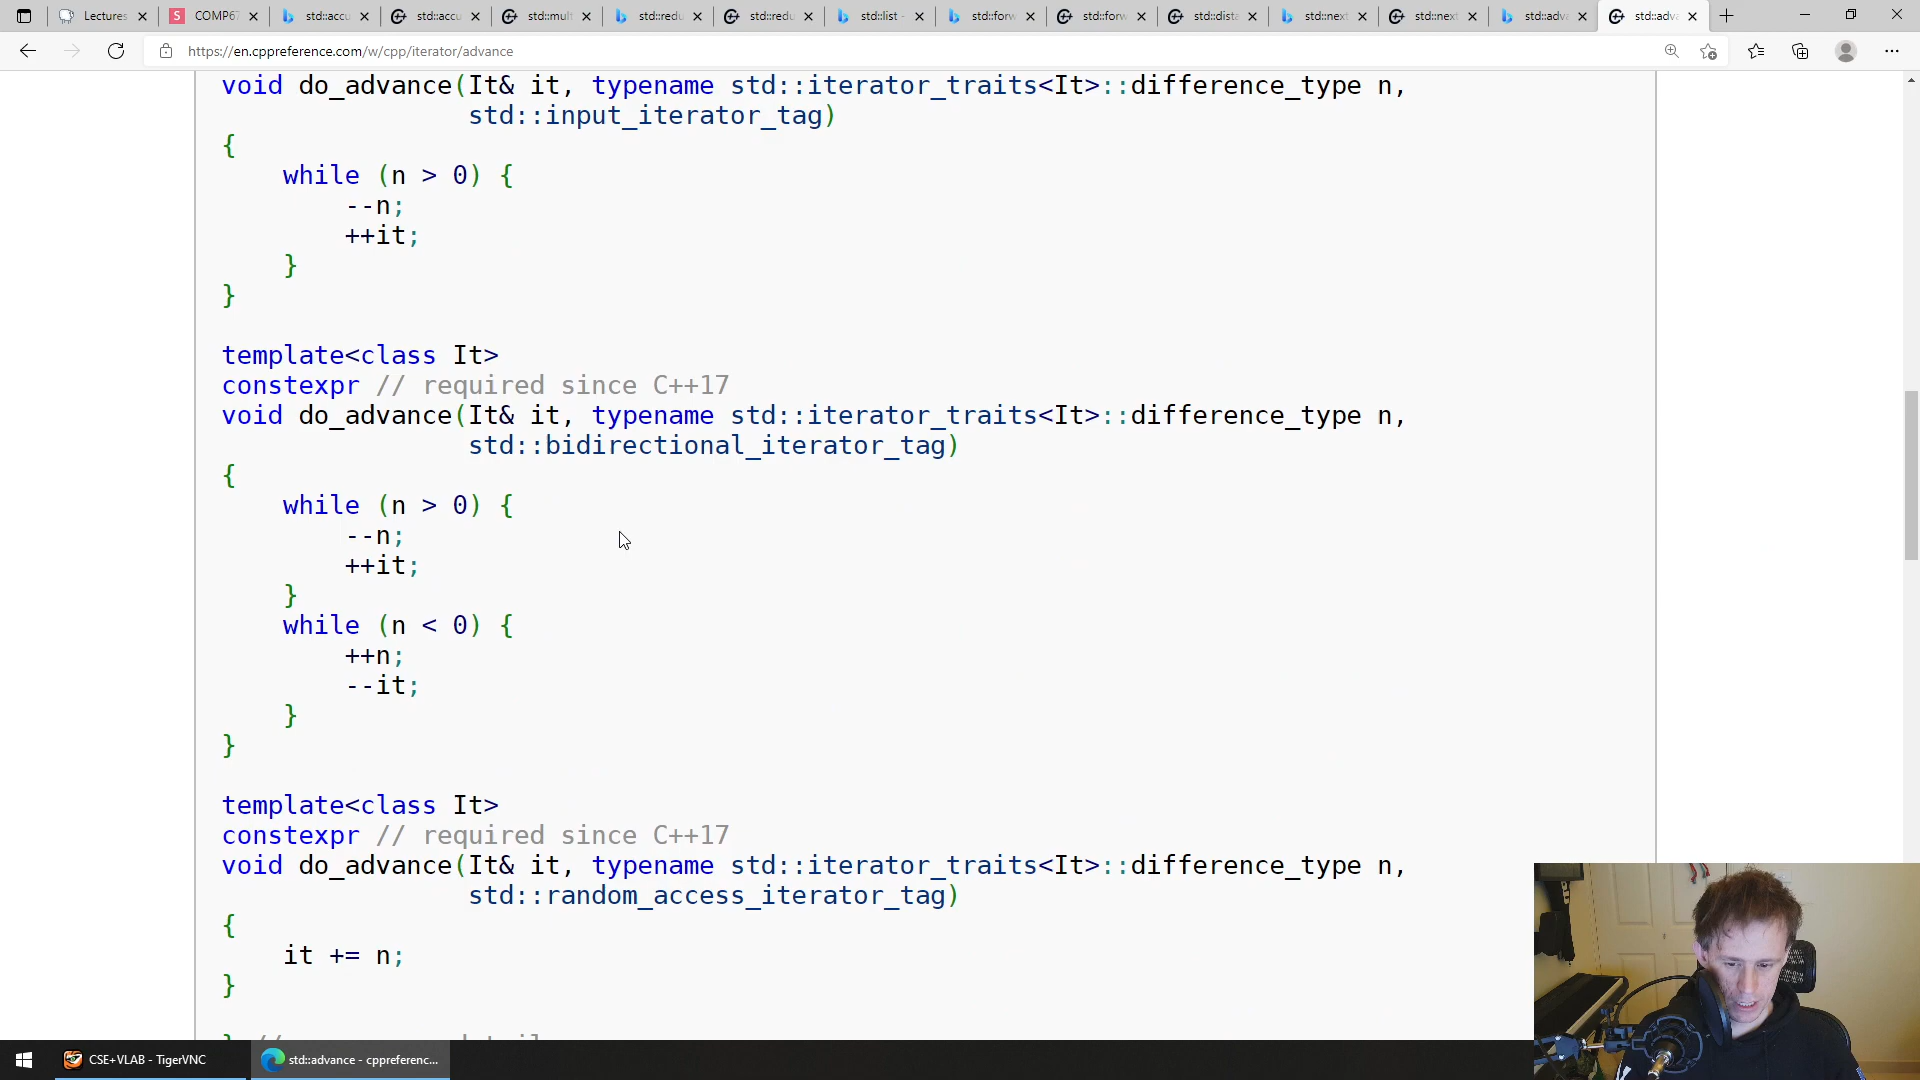 Lectures
COMP67
std::accu
std::accu
std::mult
std::redu
std::redu
std::list -
std::forw
std::forw
std::dista
std::next
std::next
std::adva
std::adva
https://en.cppreference.com/w/cpp/iterator/advance
void do_advance(It& it, typename std::iterator_traits<It>::difference_type n,
std::input_iterator_tag)
{
while (n > 0) {
--n;
++it;
}
}
template<class It>
constexpr // required since C++17
void do_advance(It& it, typename std::iterator_traits<It>::difference_type n,
std::bidirectional_iterator_tag)
{
while (n > 0) {
--n;
++it;
}
while (n < 0) {
++n;
--it;
}
}
template<class It>
constexpr // required since C++17
void do_advance(It& it, typename std::iterator_traits<It>::difference_type n,
std::random_access_iterator_tag)
{
it += n;
}
CSE+VLAB - TigerVNC
std::advance - cppreferenc...